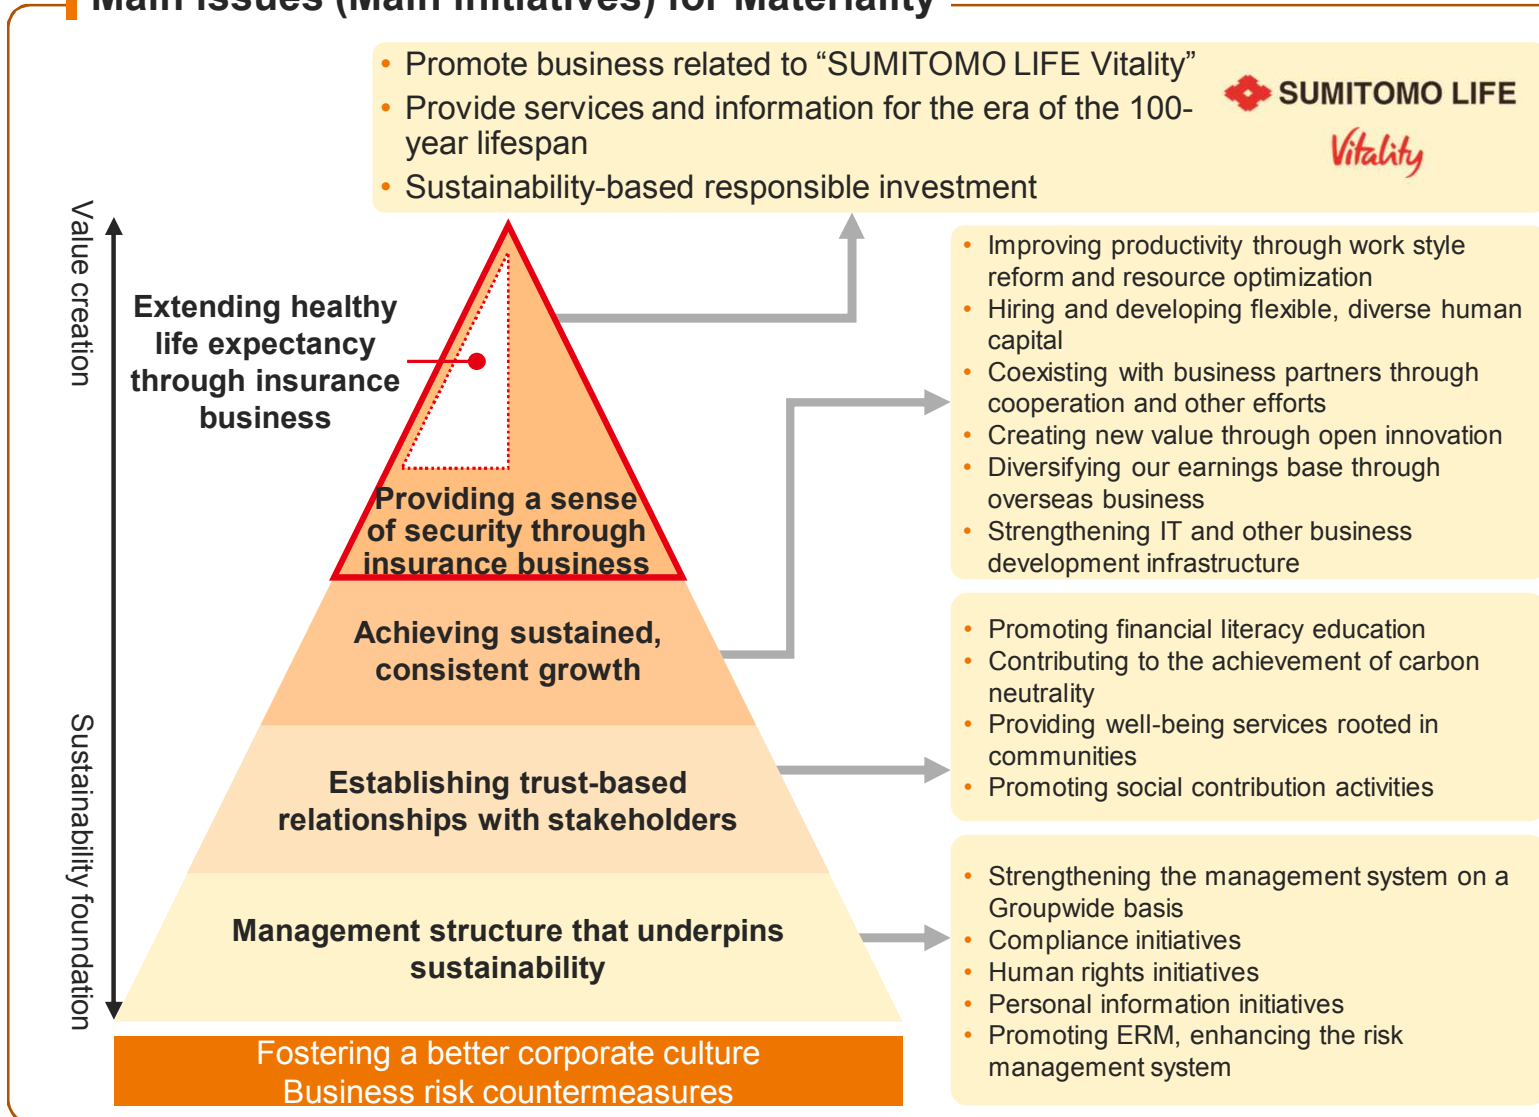 Main Issues (Main Initiatives) for Materiality
• Promote business related to “SUMITOMO LIFE Vitality”
• Provide services and information for the era of the 100-
year lifespan
• Sustainability-based responsible investment
SUMITOMO LIFE
Vitality
Value creation
Sustainability foundation
Extending healthy
life expectancy
through insurance
business
Providing a sense
of security through
insurance business
Achieving sustained,
consistent growth
Establishing trust-based
relationships with stakeholders
Management structure that underpins
sustainability
Fostering a better corporate culture
Business risk countermeasures
• Improving productivity through work style
reform and resource optimization
• Hiring and developing flexible, diverse human
capital
• Coexisting with business partners through
cooperation and other efforts
• Creating new value through open innovation
• Diversifying our earnings base through
overseas business
• Strengthening IT and other business
development infrastructure
• Promoting financial literacy education
• Contributing to the achievement of carbon
neutrality
• Providing well-being services rooted in
communities
• Promoting social contribution activities
• Strengthening the management system on a
Groupwide basis
• Compliance initiatives
• Human rights initiatives
• Personal information initiatives
• Promoting ERM, enhancing the risk
management system